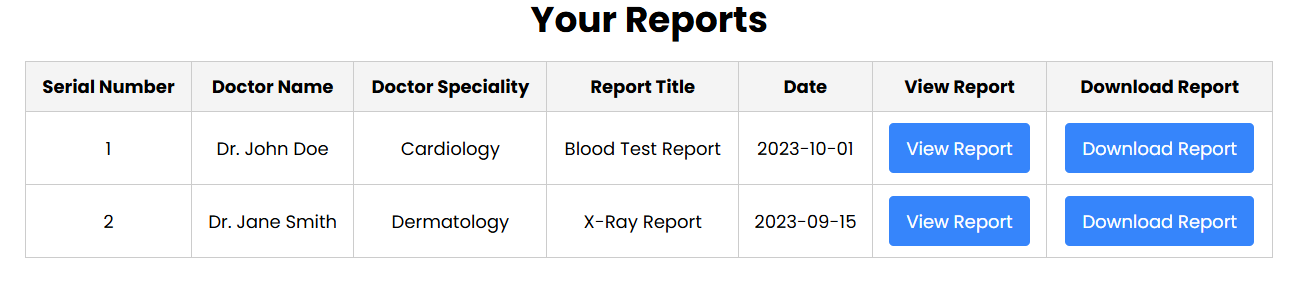 Your Reports
Serial Number Doctor Name Doctor Speciality Report Title Date View Report Download Report
1 Dr. John Doe Cardiology Blood Test Report 2023-10-01 View Report Download Report
2 Dr. Jane Smith Dermatology X-Ray Report 2023-09-15 View Report Download Report